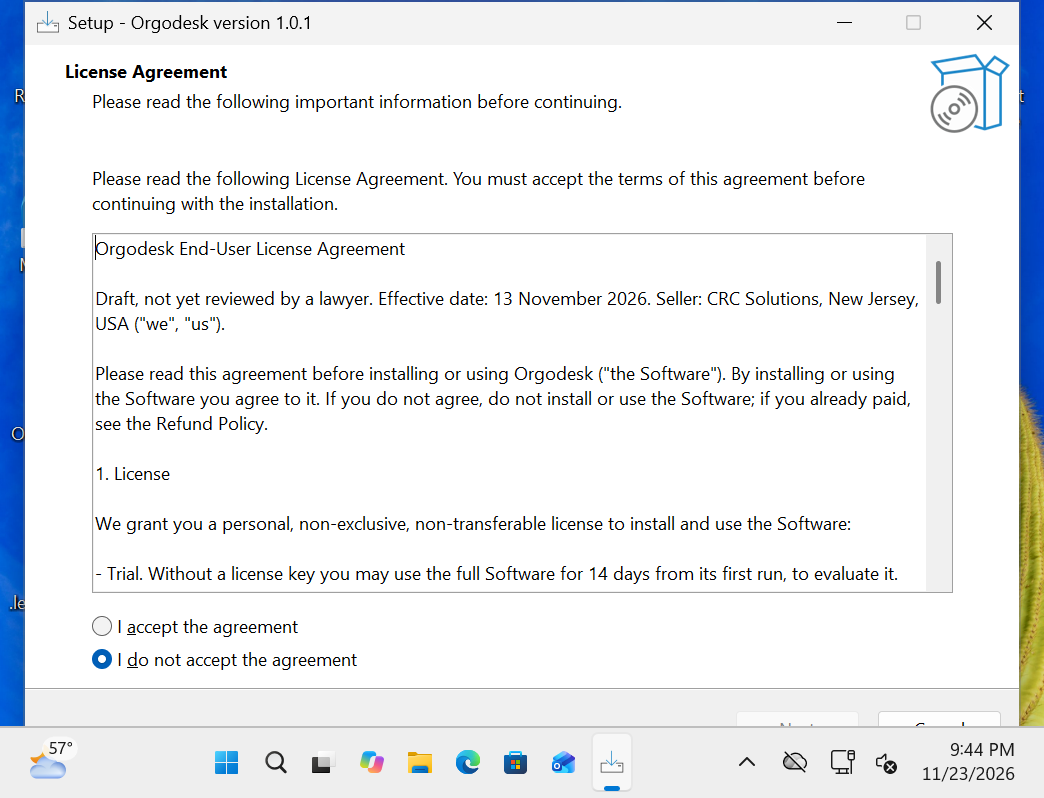 Setup - Orgodesk version 1.0.1
License Agreement
Please read the following important information before continuing.
Please read the following License Agreement. You must accept the terms of this agreement before
continuing with the installation.
Orgodesk End-User License Agreement
Draft, not yet reviewed by a lawyer. Effective date: 13 November 2026. Seller: CRC Solutions, New Jersey,
USA ("we", "us").
Please read this agreement before installing or using Orgodesk ("the Software"). By installing or using
the Software you agree to it. If you do not agree, do not install or use the Software; if you already paid,
see the Refund Policy.
1. License
We grant you a personal, non-exclusive, non-transferable license to install and use the Software:
- Trial. Without a license key you may use the full Software for 14 days from its first run, to evaluate it.
I accept the agreement
I do not accept the agreement
57°
9:44 PM
11/23/2026